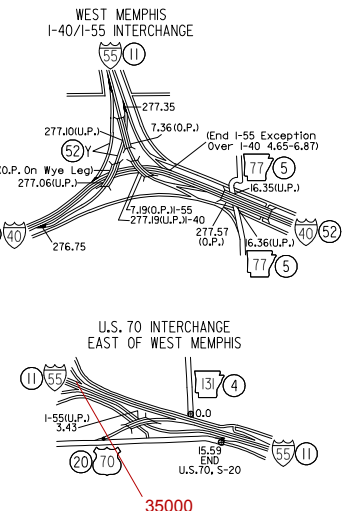 WEST MEMPHIS
I-40/I-55 INTERCHANGE
55 11
277.35
277.10(U.P.) 7.36(O.P.)
52Y
(End I-55 Exception
Over I-40 4.65-6.87)
77 5
(O.P. On Wye Leg)
277.06(U.P.)
16.35(U.P.)
7.19(O.P.)I-55
277.19(U.P.)I-40
277.57
(O.P.)
16.36(U.P.)
40
276.75
40 52
77 5
U.S. 70 INTERCHANGE
EAST OF WEST MEMPHIS
11 55
131 4
I-55(U.P.)
3.43
0.0
20 70
15.59
END
U.S.70, S-20
55 11
35000